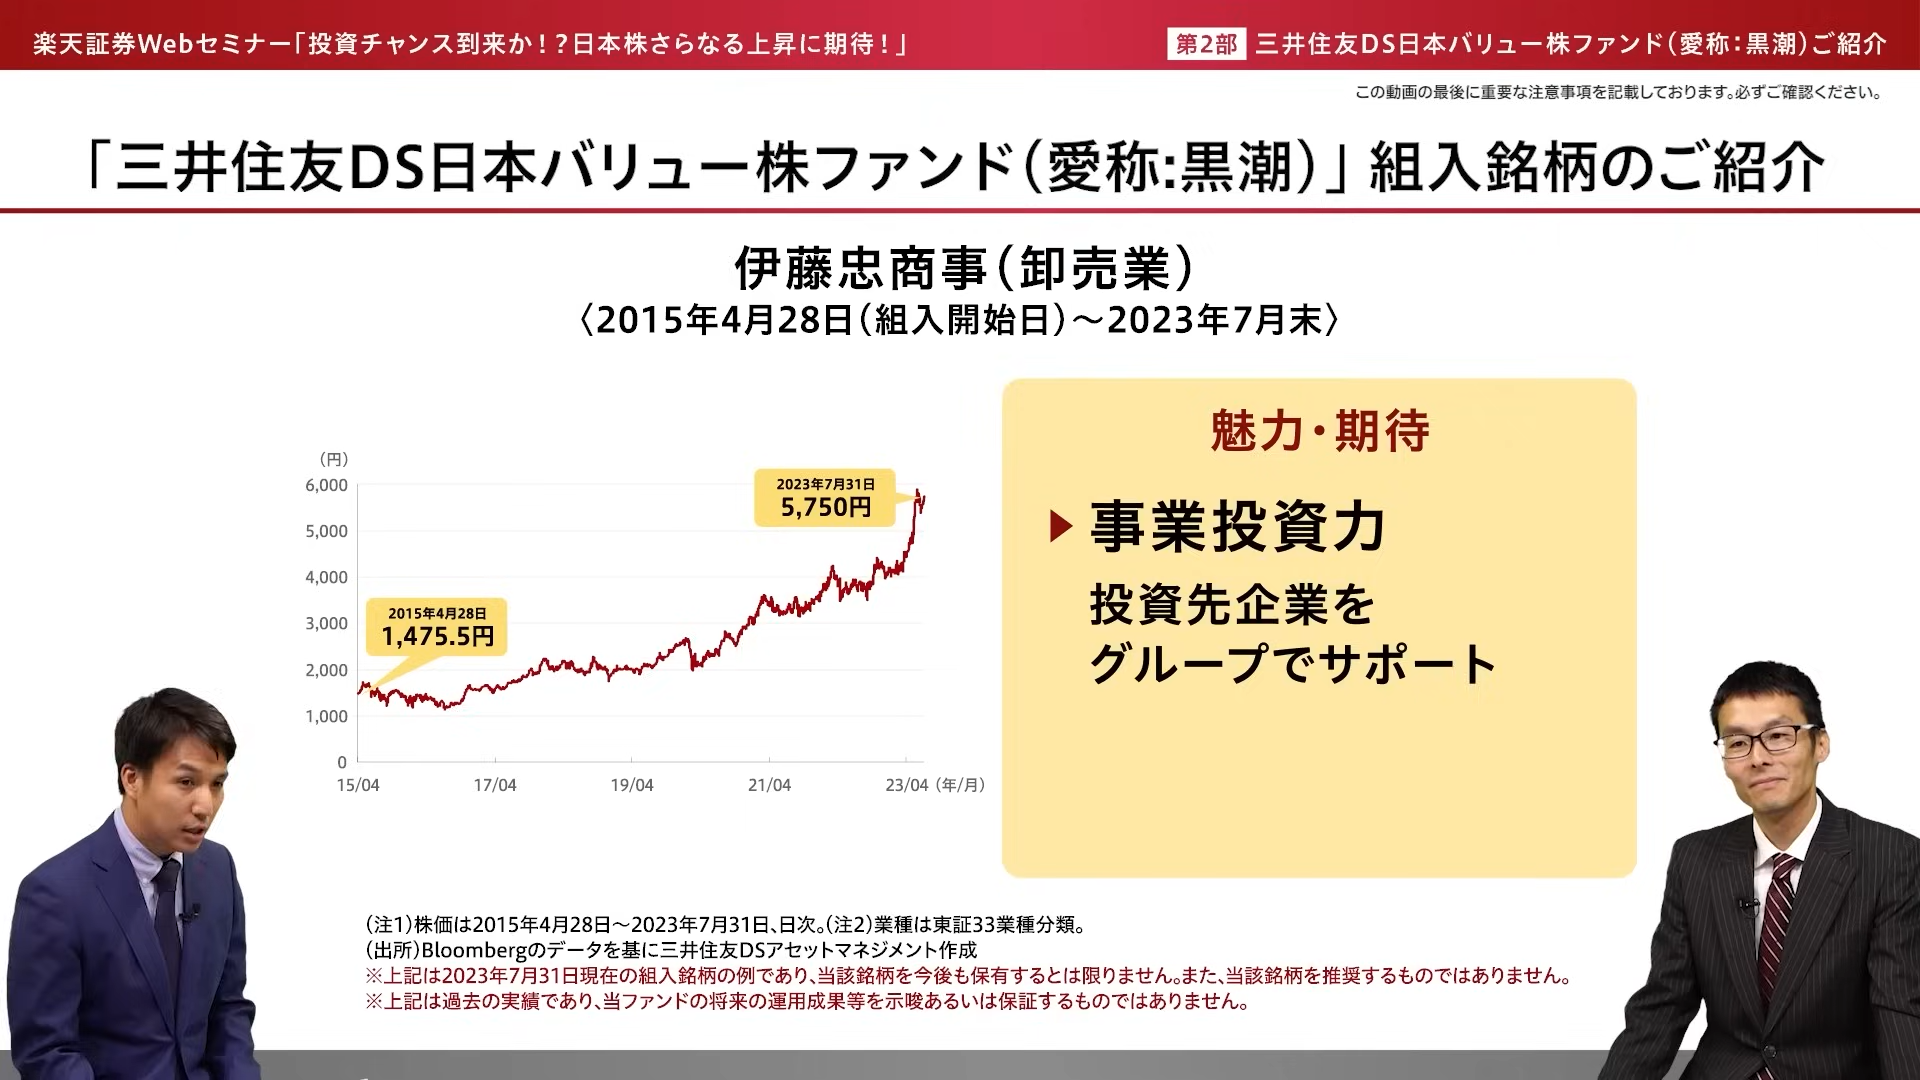 楽天証券Webセミナー「投資チャンス到来か！？日本株さらなる上昇に期待！」
第2部 三井住友DS日本バリュー株ファンド（愛称：黒潮）ご紹介
この動画の最後に重要な注意事項を記載しております。必ずご確認ください。
「三井住友DS日本バリュー株ファンド（愛称：黒潮）」 組入銘柄のご紹介
伊藤忠商事（卸売業）
〈2015年4月28日（組入開始日）～2023年7月末〉
（円）
6,000
5,000
4,000
3,000
2,000
1,000
0
15/04 17/04 19/04 21/04 23/04 （年/月）
2015年4月28日
1,475.5円
2023年7月31日
5,750円
魅力・期待
▶事業投資力
投資先企業を
グループでサポート
（注1）株価は2015年4月28日～2023年7月31日、日次。（注2）業種は東証33業種分類。
（出所）Bloombergのデータを基に三井住友DSアセットマネジメント作成
※上記は2023年7月31日現在の組入銘柄の例であり、当該銘柄を今後も保有するとは限りません。また、当該銘柄を推奨するものではありません。
※上記は過去の実績であり、当ファンドの将来の運用成果等を示唆あるいは保証するものではありません。